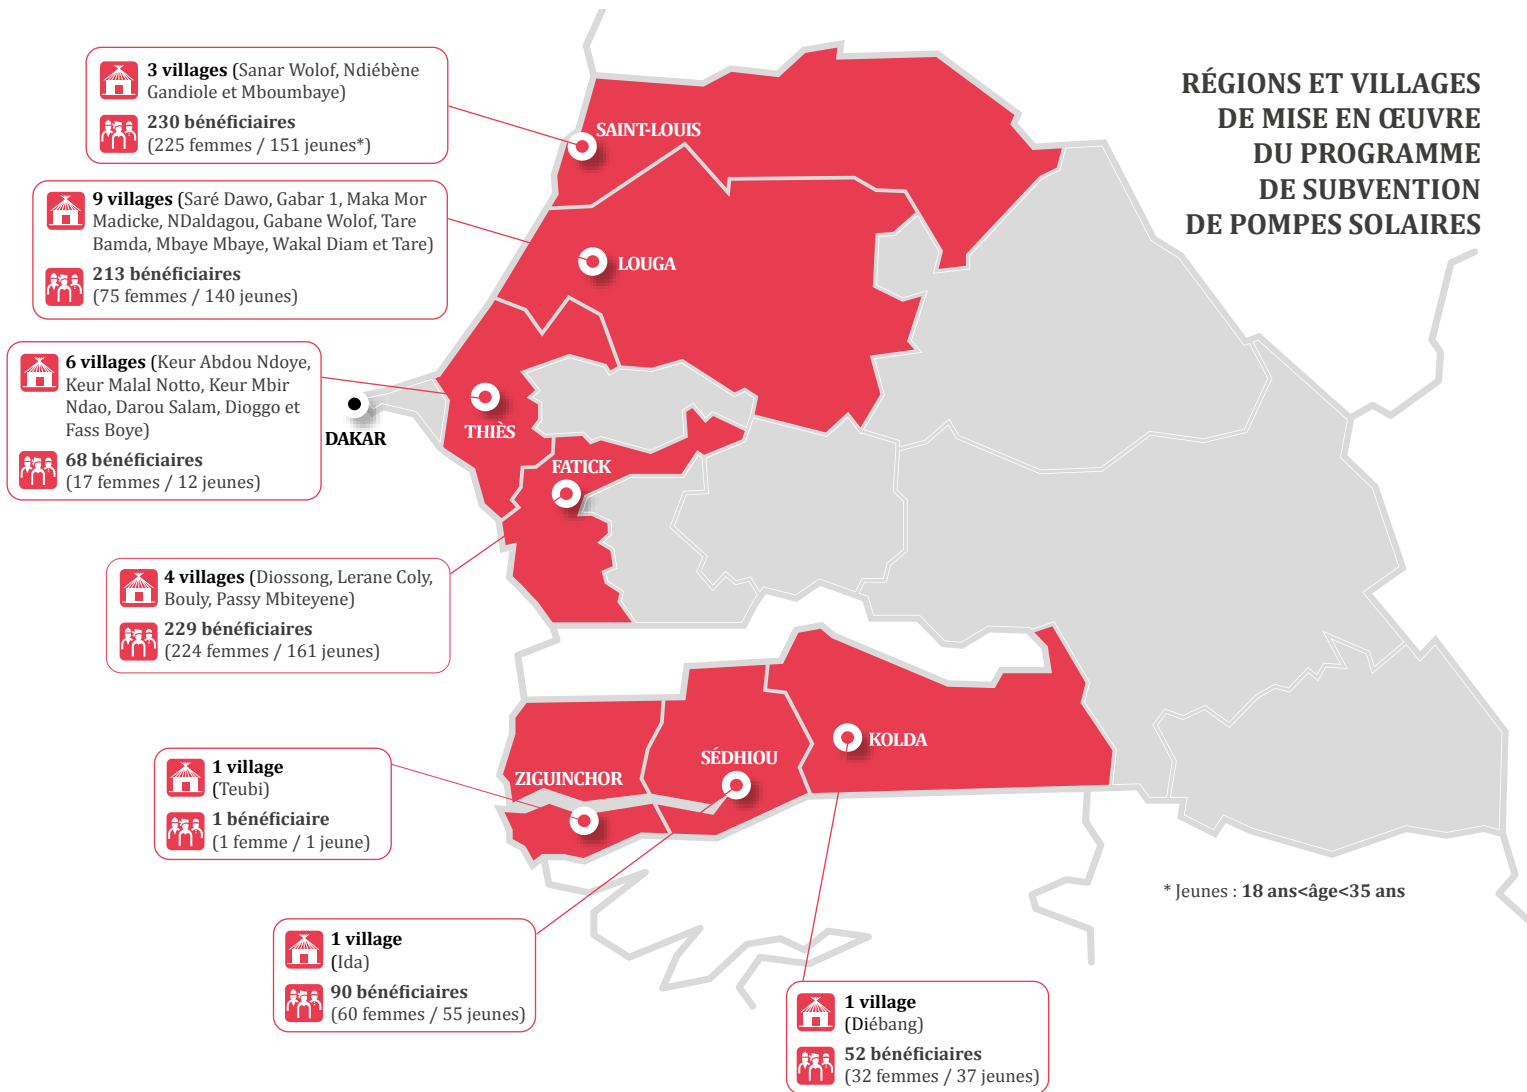 RÉGIONS ET VILLAGES
DE MISE EN ŒUVRE
DU PROGRAMME
DE SUBVENTION
DE POMPES SOLAIRES
3 villages (Sanar Wolof, Ndiébène
Gandiole et Mboumbaye)
230 bénéficiaires
(225 femmes / 151 jeunes*)
SAINT-LOUIS
9 villages (Saré Dawo, Gabar 1, Maka Mor
Madicke, NDaldagou, Gabane Wolof, Tare
Bamda, Mbaye Mbaye, Wakal Diam et Tare)
213 bénéficiaires
(75 femmes / 140 jeunes)
LOUGA
6 villages (Keur Abdou Ndoye,
Keur Malal Notto, Keur Mbir
Ndao, Darou Salam, Dioggo et
Fass Boye)
68 bénéficiaires
(17 femmes / 12 jeunes)
DAKAR
THIÈS
FATICK
4 villages (Diossong, Lerane Coly,
Bouly, Passy Mbiteyene)
229 bénéficiaires
(224 femmes / 161 jeunes)
KOLDA
SÉDHIOU
ZIGUINCHOR
1 village
(Teubi)
1 bénéficiaire
(1 femme / 1 jeune)
* Jeunes : 18 ans<âge<35 ans
1 village
(Ida)
90 bénéficiaires
(60 femmes / 55 jeunes)
1 village
(Diébang)
52 bénéficiaires
(32 femmes / 37 jeunes)